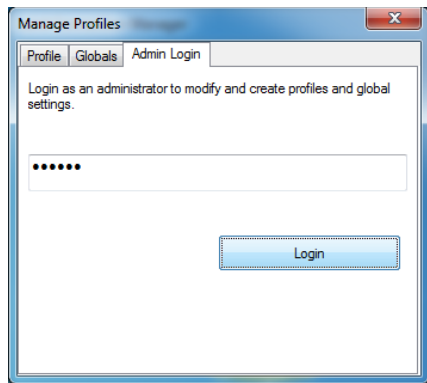 Manage Profiles
Profile Globals Admin Login
Login as an administrator to modify and create profiles and global
settings.
••••••
Login